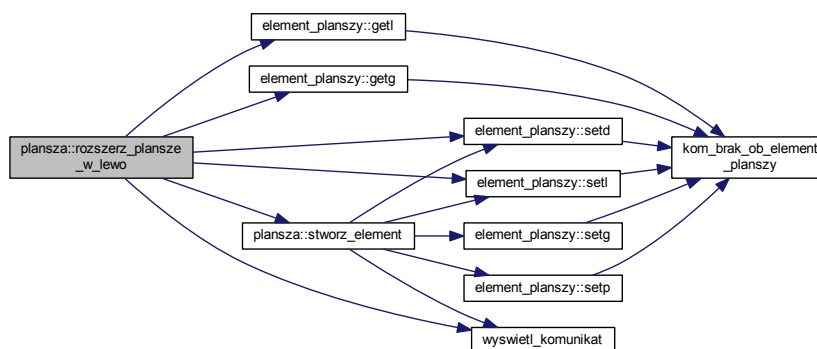 element_planszy::getl
element_planszy::getg
plansza::rozszerz_plansze
_w_lewo
element_planszy::setd
kom_brak_ob_element
_planszy
element_planszy::setl
plansza::stworz_element
element_planszy::setg
element_planszy::setp
wyswietl_komunikat